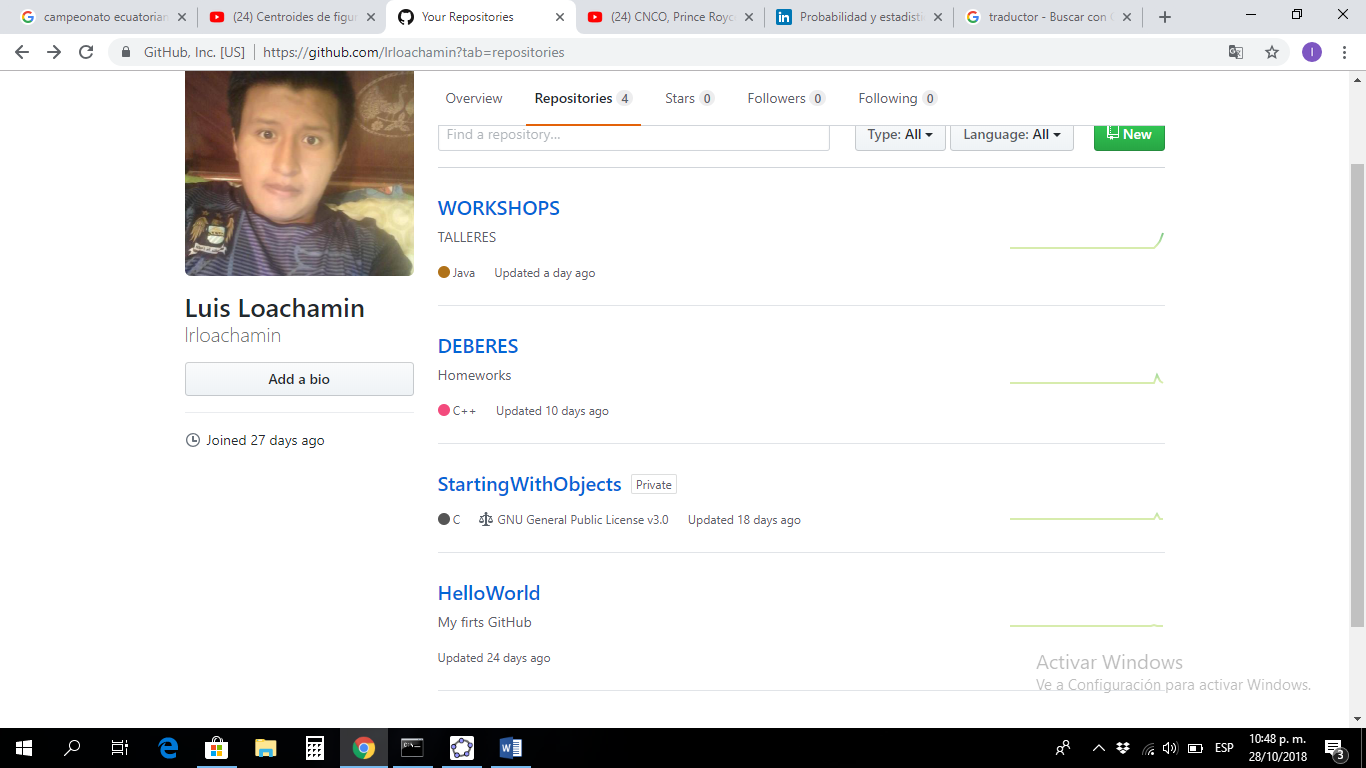 campeonato ecuatorian
(24) Centroides de figur
Your Repositories
(24) CNCO, Prince Royc
Probabilidad y estadisti
traductor - Buscar con G
GitHub, Inc. [US]
https://github.com/lrloachamin?tab=repositories
I
Overview
Repositories 4
Stars 0
Followers 0
Following 0
Find a repository...
Type: All
Language: All
New
WORKSHOPS
TALLERES
Java
Updated a day ago
Luis Loachamin
lrloachamin
Add a bio
Joined 27 days ago
DEBERES
Homeworks
C++
Updated 10 days ago
StartingWithObjects
Private
C
GNU General Public License v3.0
Updated 18 days ago
HelloWorld
My firts GitHub
Updated 24 days ago
Activar Windows
Ve a Configuración para activar Windows.
ESP
10:48 p. m.
28/10/2018
3